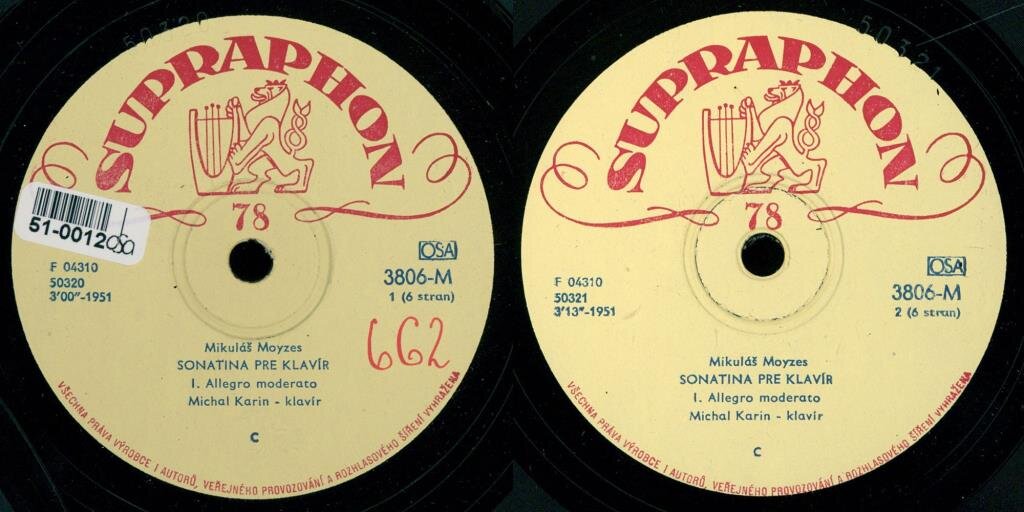 50320
SUPRAPHON
78
51-0012
OSA
F 04310
50320
3'00"-1951
3806-M
1 (6 stran)
662
Mikuláš Moyzes
SONATINA PRE KLAVÍR
I. Allegro moderato
Michal Karin - klavír
C
VŠECHNA PRÁVA VÝROBCE I AUTORŮ, VEŘEJNÉHO PROVOZOVÁNÍ A ROZHLASOVÉHO ŠÍŘENÍ VYHRAŽENA
50321
SUPRAPHON
78
OSA
F 04310
50321
3'13"-1951
3806-M
2 (6 stran)
Mikuláš Moyzes
SONATINA PRE KLAVÍR
I. Allegro moderato
Michal Karin - klavír
C
VŠECHNA PRÁVA VÝROBCE I AUTORŮ, VEŘEJNÉHO PROVOZOVÁNÍ A ROZHLASOVÉHO ŠÍŘENÍ VYHRAŽENA